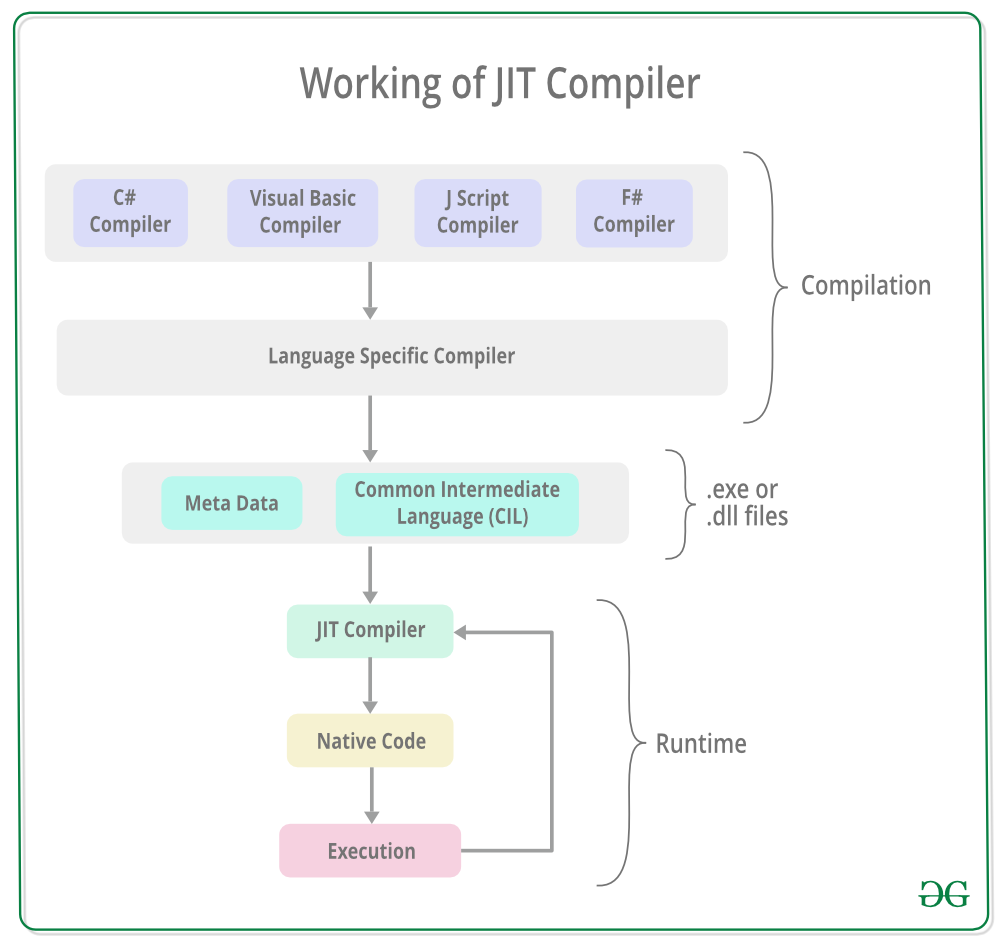 Working of JIT Compiler
C#
Compiler
Visual Basic
Compiler
J Script
Compiler
F#
Compiler
Compilation
Language Specific Compiler
Meta Data
Common Intermediate
Language (CIL)
.exe or
.dll files
JIT Compiler
Native Code
Runtime
Execution